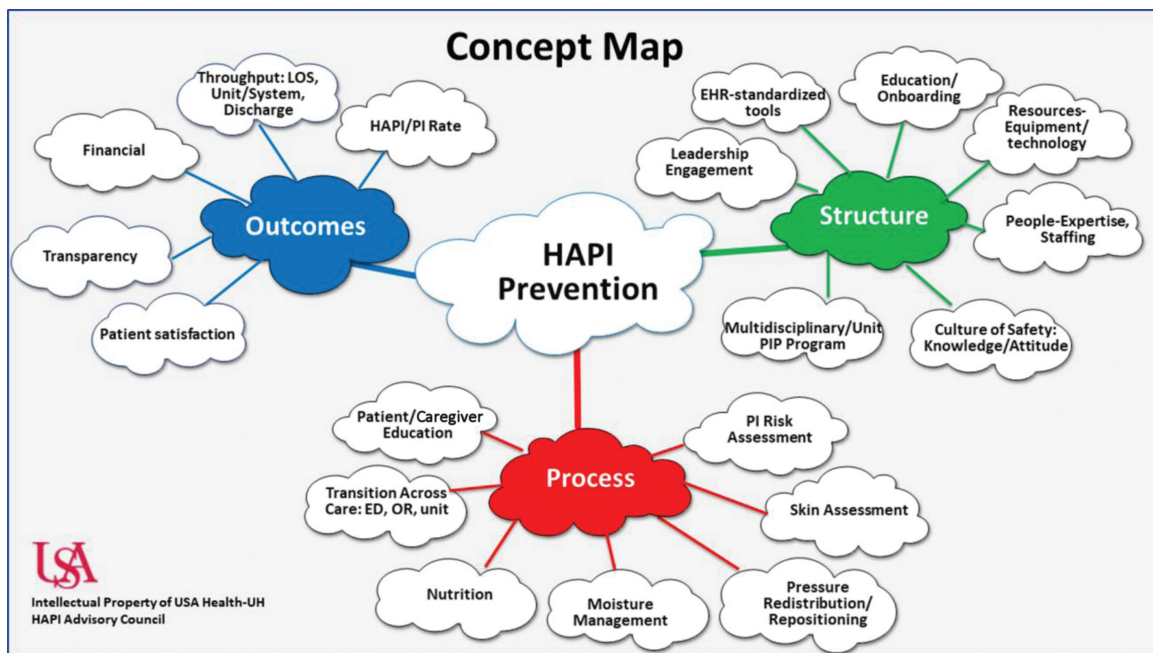 Concept Map
Throughput: LOS,
Unit/System,
Discharge
HAPI/PI Rate
Financial
Outcomes
Transparency
Patient satisfaction
HAPI
Prevention
EHR-standardized
tools
Education/
Onboarding
Resources-
Equipment/
technology
Leadership
Engagement
Structure
People-Expertise,
Staffing
Multidisciplinary/Unit
PIP Program
Culture of Safety:
Knowledge/Attitude
Patient/Caregiver
Education
PI Risk
Assessment
Process
Transition Across
Care: ED, OR, unit
Skin Assessment
Nutrition
Moisture
Management
Pressure
Redistribution/
Repositioning
USA
Intellectual Property of USA Health-UH
HAPI Advisory Council